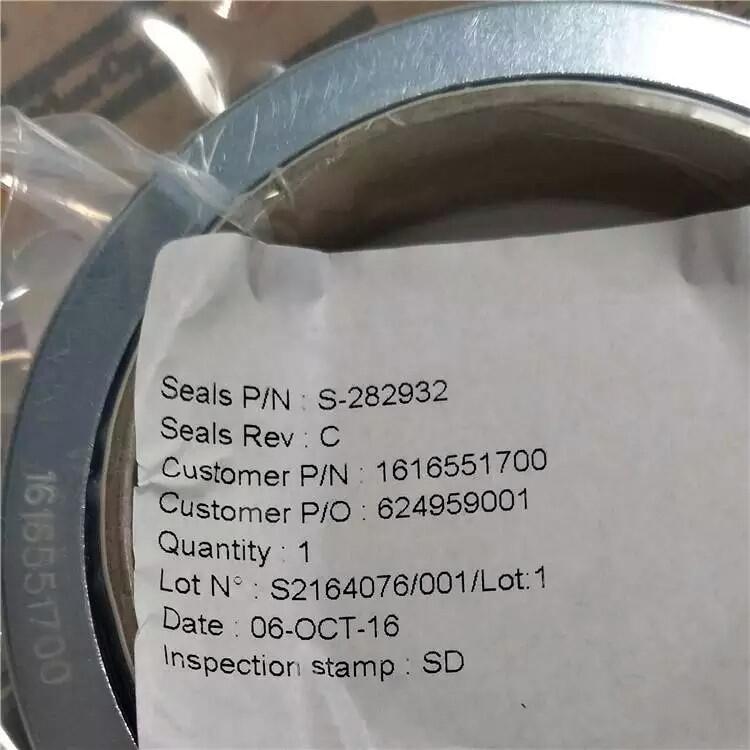 Seals P/N : S-282932
Seals Rev : C
Customer P/N : 1616551700
Customer P/O : 624959001
Quantity : 1
Lot N° : S2164076/001/Lot:1
Date : 06-OCT-16
Inspection stamp : SD
1616551700